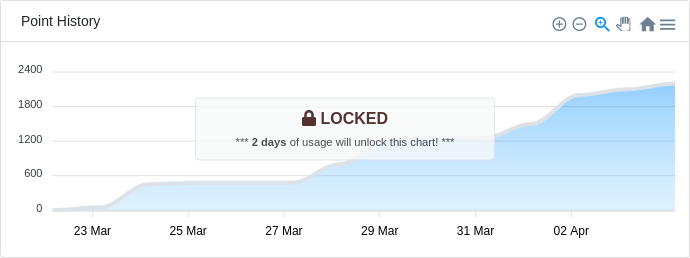 Point History
2400
1800
1200
600
0
LOCKED
*** 2 days of usage will unlock this chart! ***
23 Mar 25 Mar 27 Mar 29 Mar 31 Mar 02 Apr